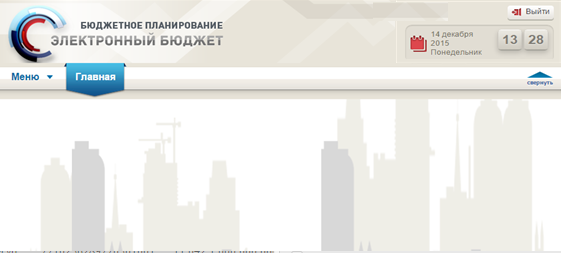 Выйти
БЮДЖЕТНОЕ ПЛАНИРОВАНИЕ
ЭЛЕКТРОННЫЙ БЮДЖЕТ
14 декабря
2015
Понедельник
13 28
Меню
Главная
свернуть